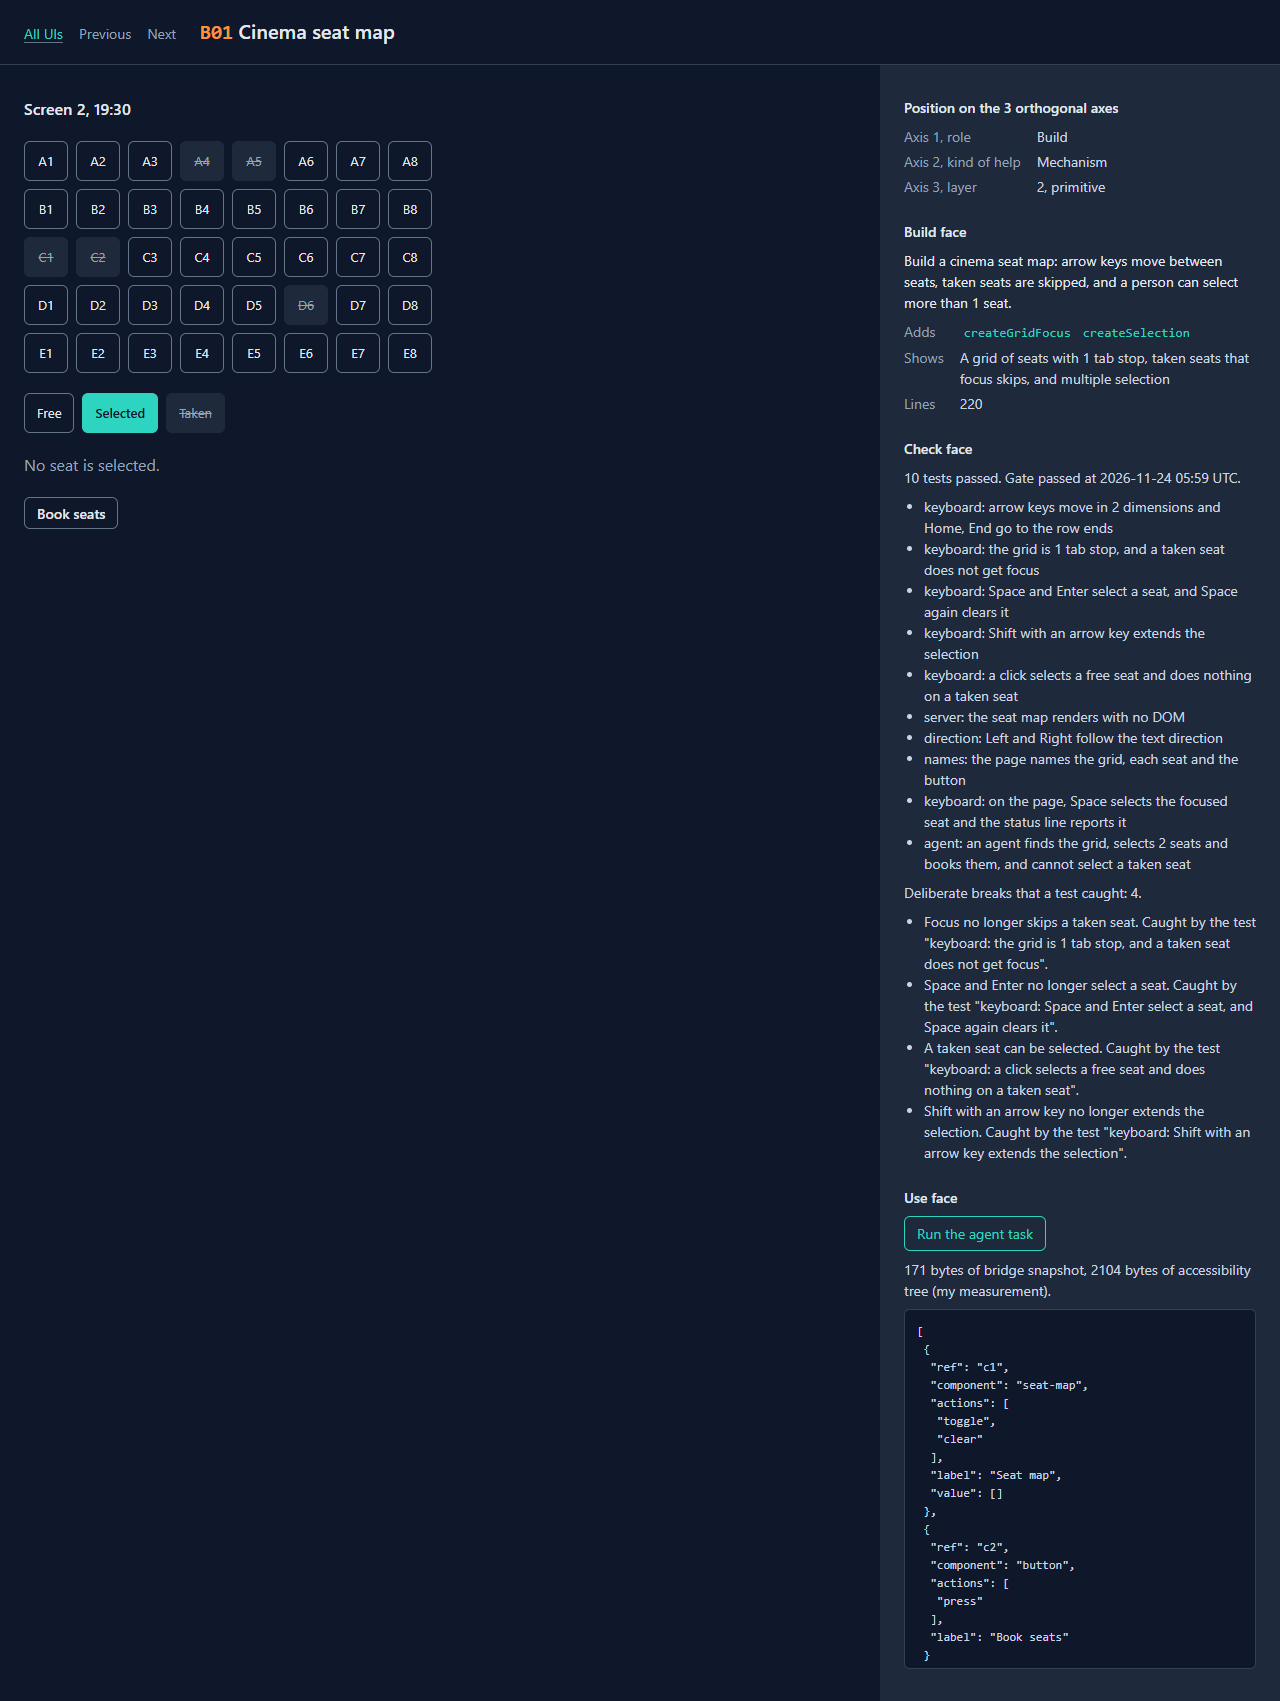 All UIs Previous Next B01 Cinema seat map
Screen 2, 19:30
A1 A2 A3 A4 A5 A6 A7 A8
B1 B2 B3 B4 B5 B6 B7 B8
C1 C2 C3 C4 C5 C6 C7 C8
D1 D2 D3 D4 D5 D6 D7 D8
E1 E2 E3 E4 E5 E6 E7 E8
Free Selected Taken
No seat is selected.
Book seats
Position on the 3 orthogonal axes
Axis 1, role Build
Axis 2, kind of help Mechanism
Axis 3, layer 2, primitive
Build face
Build a cinema seat map: arrow keys move between
seats, taken seats are skipped, and a person can select
more than 1 seat.
Adds createGridFocus createSelection
Shows A grid of seats with 1 tab stop, taken seats that
focus skips, and multiple selection
Lines 220
Check face
10 tests passed. Gate passed at 2026-11-24 05:59 UTC.
• keyboard: arrow keys move in 2 dimensions and
Home, End go to the row ends
• keyboard: the grid is 1 tab stop, and a taken seat
does not get focus
• keyboard: Space and Enter select a seat, and Space
again clears it
• keyboard: Shift with an arrow key extends the
selection
• keyboard: a click selects a free seat and does nothing
on a taken seat
• server: the seat map renders with no DOM
• direction: Left and Right follow the text direction
• names: the page names the grid, each seat and the
button
• keyboard: on the page, Space selects the focused
seat and the status line reports it
• agent: an agent finds the grid, selects 2 seats and
books them, and cannot select a taken seat
Deliberate breaks that a test caught: 4.
• Focus no longer skips a taken seat. Caught by the test
"keyboard: the grid is 1 tab stop, and a taken seat
does not get focus".
• Space and Enter no longer select a seat. Caught by
the test "keyboard: Space and Enter select a seat, and
Space again clears it".
• A taken seat can be selected. Caught by the test
"keyboard: a click selects a free seat and does
nothing on a taken seat".
• Shift with an arrow key no longer extends the
selection. Caught by the test "keyboard: Shift with an
arrow key extends the selection".
Use face
Run the agent task
171 bytes of bridge snapshot, 2104 bytes of accessibility
tree (my measurement).
[
{
"ref": "c1",
"component": "seat-map",
"actions": [
"toggle",
"clear"
],
"label": "Seat map",
"value": []
},
{
"ref": "c2",
"component": "button",
"actions": [
"press"
],
"label": "Book seats"
}